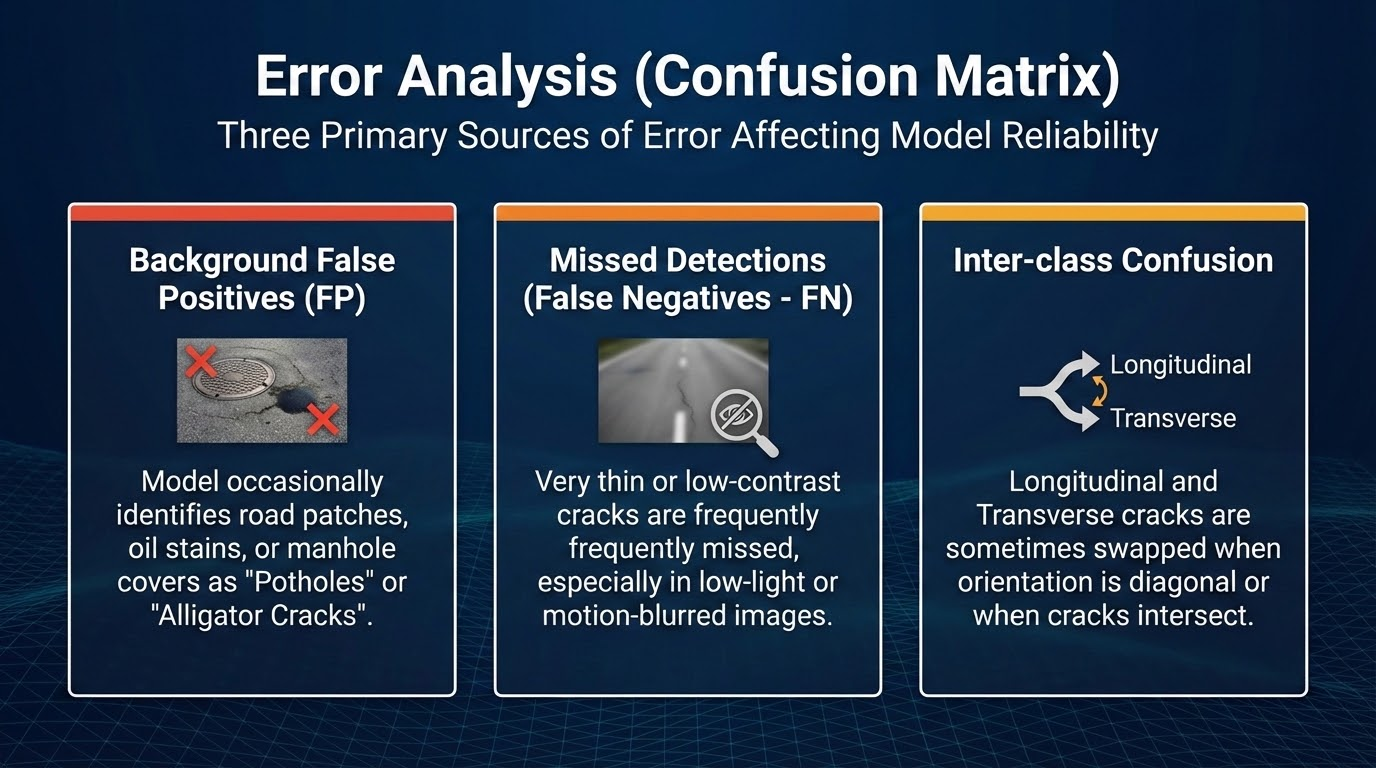 Error Analysis (Confusion Matrix)
Three Primary Sources of Error Affecting Model Reliability
Background False
Positives (FP)
Model occasionally
identifies road patches,
oil stains, or manhole
covers as "Potholes" or
"Alligator Cracks".
Missed Detections
(False Negatives - FN)
Very thin or low-contrast
cracks are frequently
frequently missed,
especially in low-light or
motion-blurred images.
Inter-class Confusion
Longitudinal
Transverse
Longitudinal and
Transverse cracks are
sometimes swapped when
orientation is diagonal or
when cracks intersect.